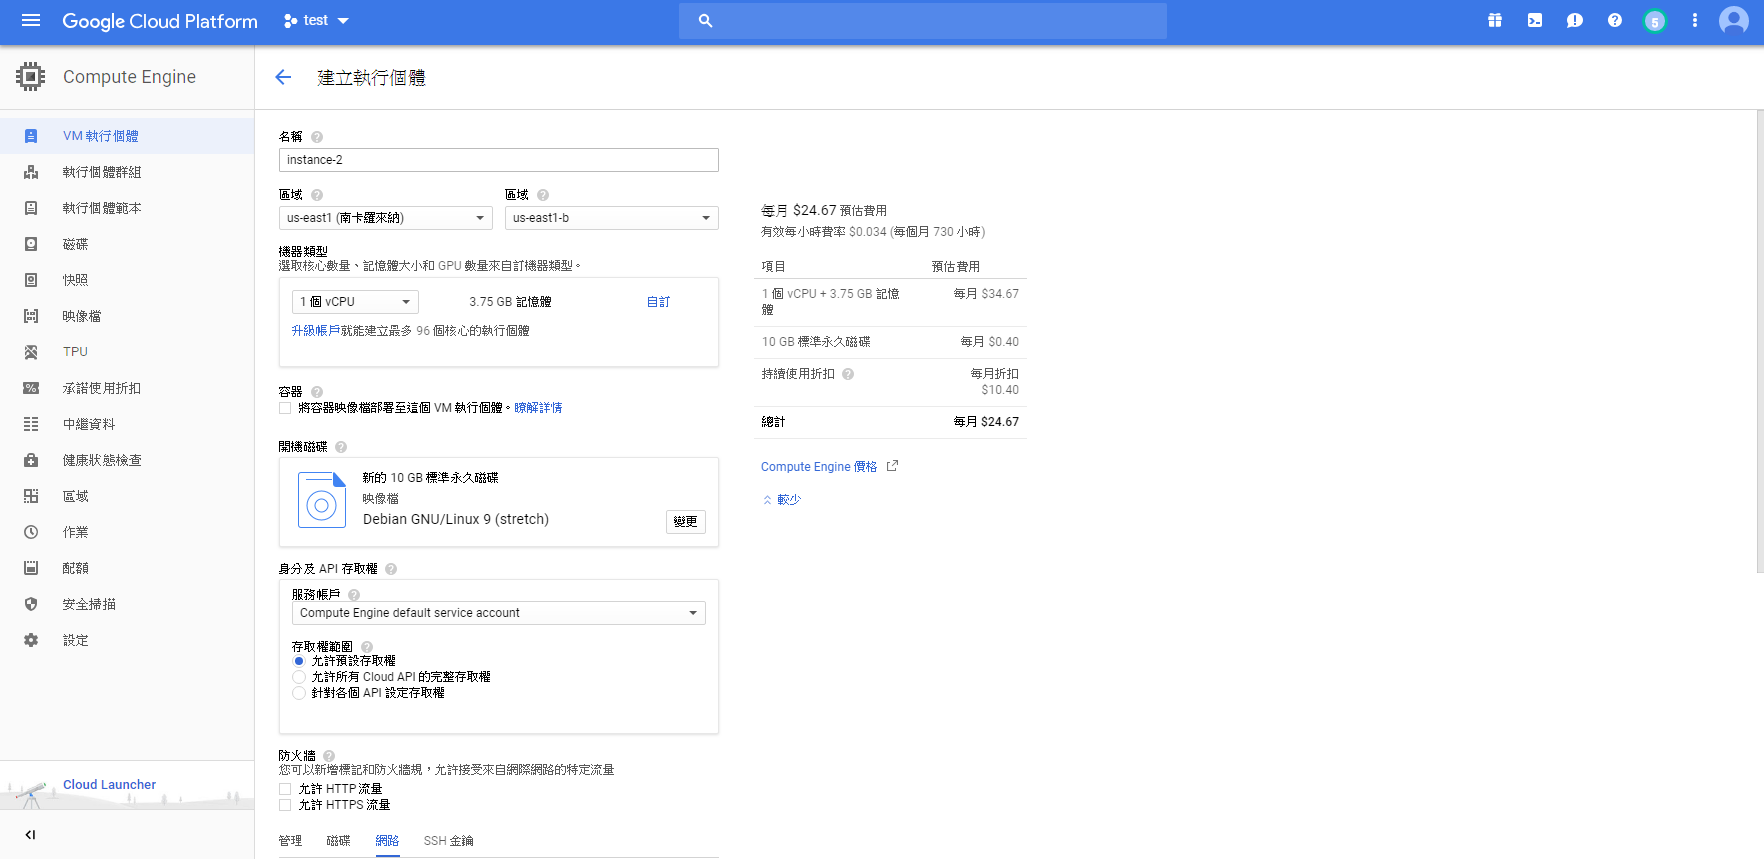 Google Cloud Platform
test
5
Compute Engine
建立執行個體
VM 執行個體
執行個體群組
執行個體範本
磁碟
快照
映像檔
TPU
承諾使用折扣
中繼資料
健康狀態檢查
區域
作業
配額
安全掃描
設定
Cloud Launcher
名稱
instance-2
區域 區域
us-east1 (南卡羅來納) us-east1-b
機器類型
選取核心數量、記憶體大小和 GPU 數量來自訂機器類型。
1 個 vCPU 3.75 GB 記憶體 自訂
升級帳戶就能建立最多 96 個核心的執行個體
容器
將容器映像檔部署至這個 VM 執行個體。瞭解詳情
開機磁碟
新的 10 GB 標準永久磁碟
映像檔
Debian GNU/Linux 9 (stretch)
變更
身分及 API 存取權
服務帳戶
Compute Engine default service account
存取權範圍
允許預設存取權
允許所有 Cloud API 的完整存取權
針對各個 API 設定存取權
防火牆
您可以新增標記和防火牆規，允許接受來自網際網路的特定流量
允許 HTTP 流量
允許 HTTPS 流量
管理 磁碟 網路 SSH 金鑰
每月 $24.67 預估費用
有效每小時費率 $0.034 (每個月 730 小時)
項目 預估費用
1 個 vCPU + 3.75 GB 記憶 每月 $34.67
體
10 GB 標準永久磁碟 每月 $0.40
持續使用折扣 每月折扣
$10.40
總計 每月 $24.67
Compute Engine 價格
較少